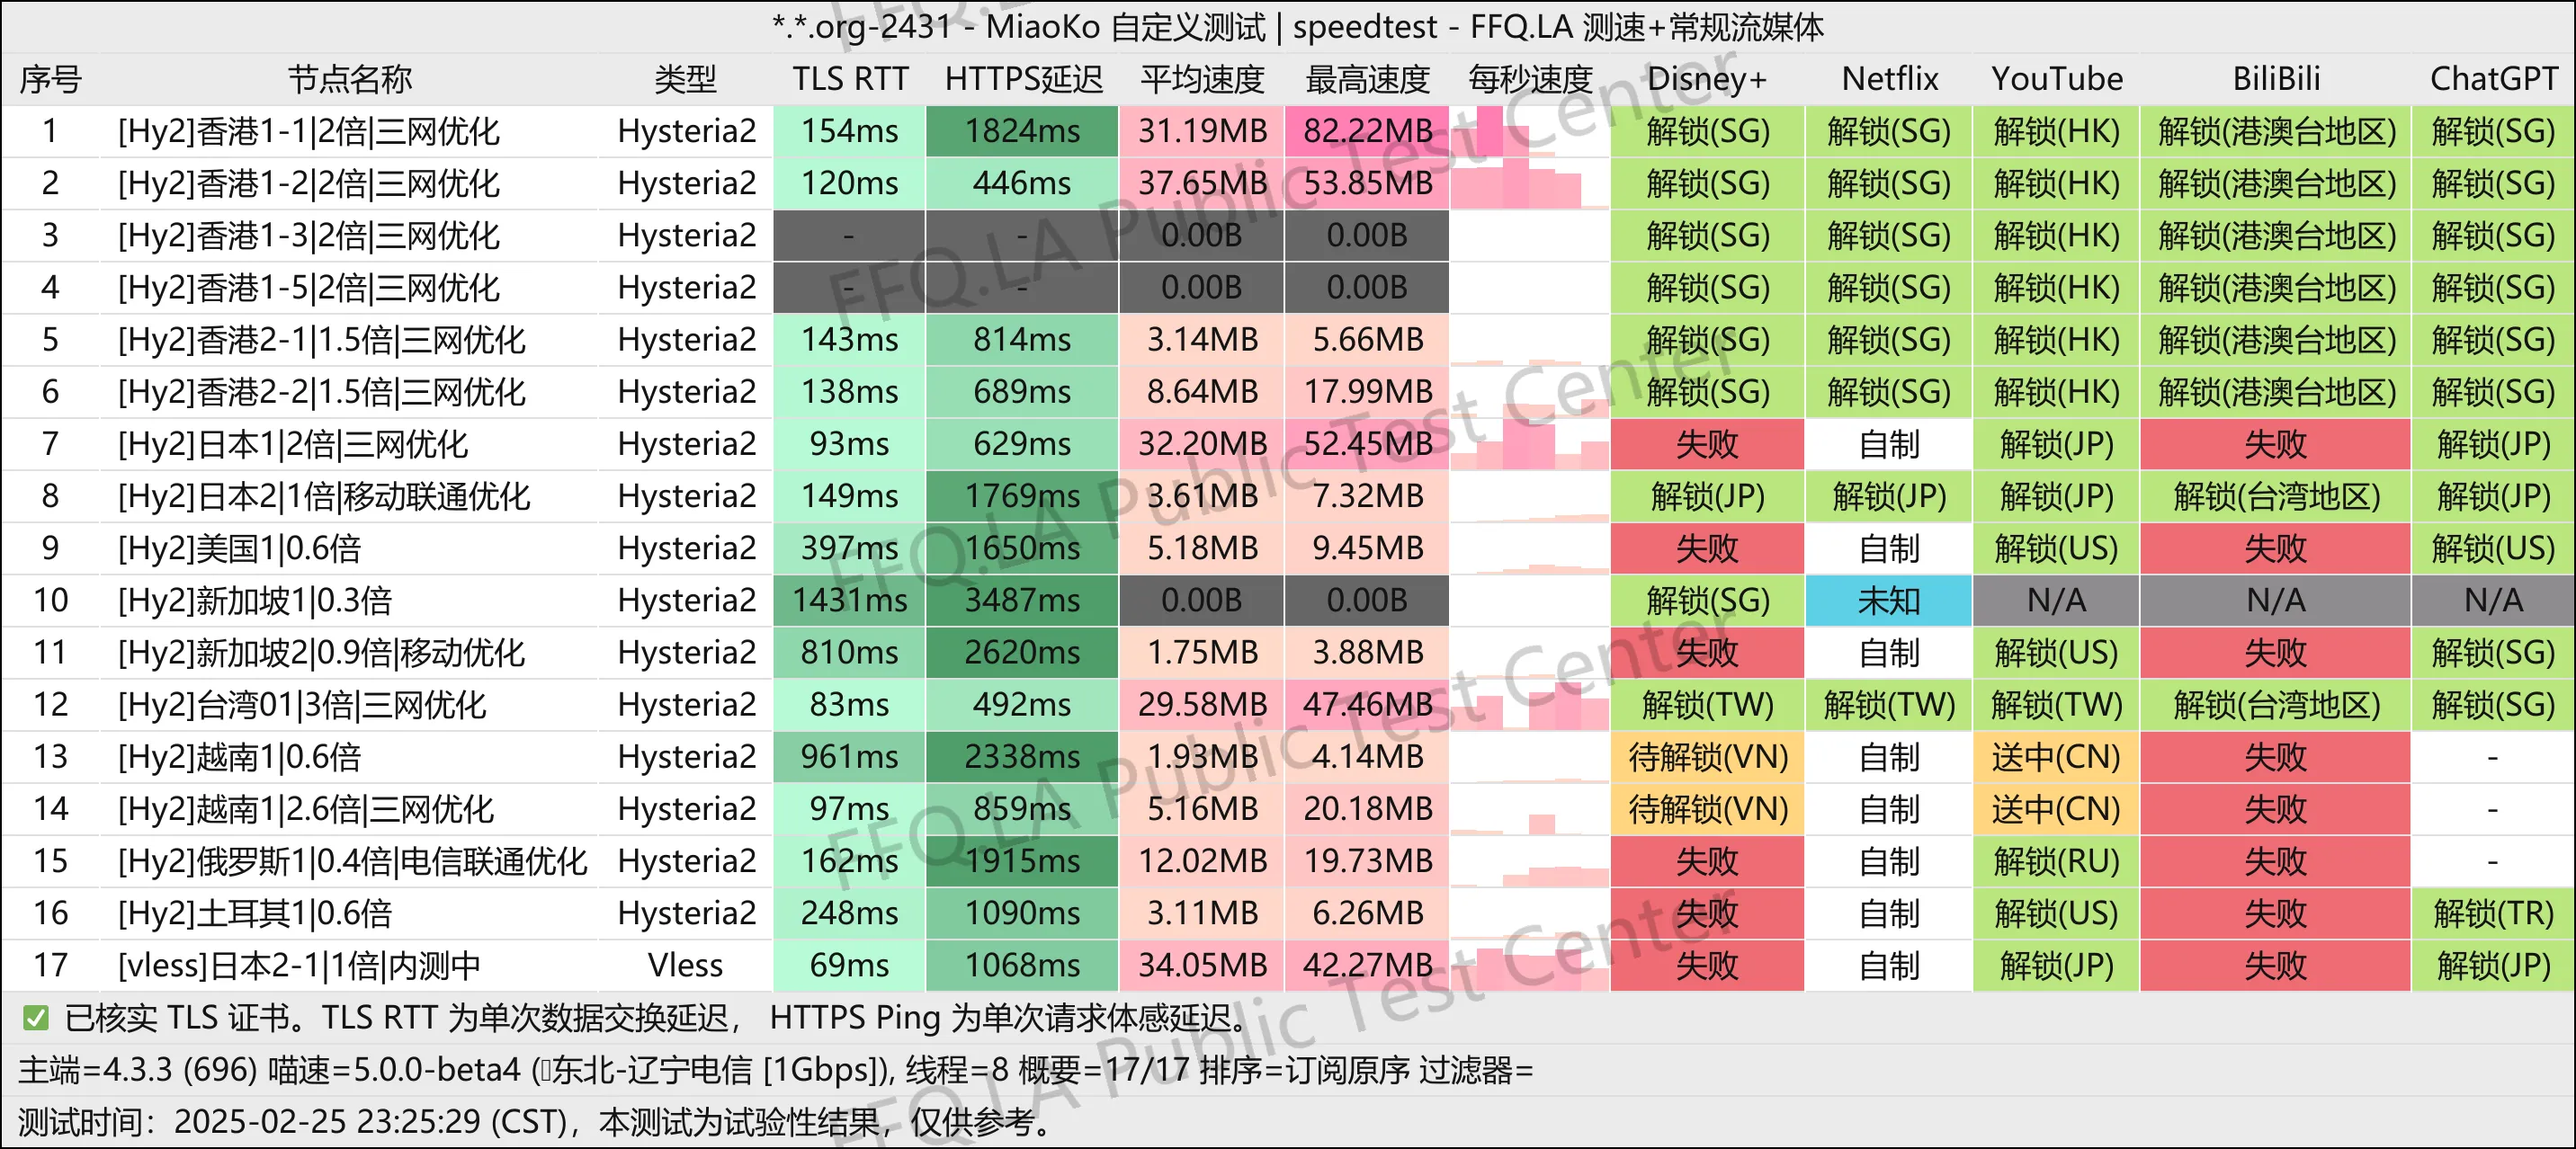 *.*.org-2431 - MiaoKo 自定义测试 | speedtest - FFQ.LA 测速+常规流媒体
序号 节点名称 类型 TLS RTT HTTPS延迟 平均速度 最高速度 每秒速度 Disney+ Netflix YouTube BiliBili ChatGPT
1 [Hy2]香港1-1|2倍|三网优化 Hysteria2 154ms 1824ms 31.19MB 82.22MB 解锁(SG) 解锁(SG) 解锁(HK) 解锁(港澳台地区) 解锁(SG)
2 [Hy2]香港1-2|2倍|三网优化 Hysteria2 120ms 446ms 37.65MB 53.85MB 解锁(SG) 解锁(SG) 解锁(HK) 解锁(港澳台地区) 解锁(SG)
3 [Hy2]香港1-3|2倍|三网优化 Hysteria2 - - 0.00B 0.00B 解锁(SG) 解锁(SG) 解锁(HK) 解锁(港澳台地区) 解锁(SG)
4 [Hy2]香港1-5|2倍|三网优化 Hysteria2 - - 0.00B 0.00B 解锁(SG) 解锁(SG) 解锁(HK) 解锁(港澳台地区) 解锁(SG)
5 [Hy2]香港2-1|1.5倍|三网优化 Hysteria2 143ms 814ms 3.14MB 5.66MB 解锁(SG) 解锁(SG) 解锁(HK) 解锁(港澳台地区) 解锁(SG)
6 [Hy2]香港2-2|1.5倍|三网优化 Hysteria2 138ms 689ms 8.64MB 17.99MB 解锁(SG) 解锁(SG) 解锁(HK) 解锁(港澳台地区) 解锁(SG)
7 [Hy2]日本1|2倍|三网优化 Hysteria2 93ms 629ms 32.20MB 52.45MB 失败 自制 解锁(JP) 失败 解锁(JP)
8 [Hy2]日本2|1倍|移动联通优化 Hysteria2 149ms 1769ms 3.61MB 7.32MB 解锁(JP) 解锁(JP) 解锁(JP) 解锁(台湾地区) 解锁(JP)
9 [Hy2]美国1|0.6倍 Hysteria2 397ms 1650ms 5.18MB 9.45MB 失败 自制 解锁(US) 失败 解锁(US)
10 [Hy2]新加坡1|0.3倍 Hysteria2 1431ms 3487ms 0.00B 0.00B 解锁(SG) 未知 N/A N/A N/A
11 [Hy2]新加坡2|0.9倍|移动优化 Hysteria2 810ms 2620ms 1.75MB 3.88MB 失败 自制 解锁(US) 失败 解锁(SG)
12 [Hy2]台湾01|3倍|三网优化 Hysteria2 83ms 492ms 29.58MB 47.46MB 解锁(TW) 解锁(TW) 解锁(TW) 解锁(台湾地区) 解锁(SG)
13 [Hy2]越南1|0.6倍 Hysteria2 961ms 2338ms 1.93MB 4.14MB 待解锁(VN) 自制 送中(CN) 失败 -
14 [Hy2]越南1|2.6倍|三网优化 Hysteria2 97ms 859ms 5.16MB 20.18MB 待解锁(VN) 自制 送中(CN) 失败 -
15 [Hy2]俄罗斯1|0.4倍|电信联通优化 Hysteria2 162ms 1915ms 12.02MB 19.73MB 失败 自制 解锁(RU) 失败 -
16 [Hy2]土耳其1|0.6倍 Hysteria2 248ms 1090ms 3.11MB 6.26MB 失败 自制 解锁(US) 失败 解锁(TR)
17 [vless]日本2-1|1倍|内测中 Vless 69ms 1068ms 34.05MB 42.27MB 失败 自制 解锁(JP) 失败 解锁(JP)
✅ 已核实 TLS 证书。TLS RTT 为单次数据交换延迟， HTTPS Ping 为单次请求体感延迟。
主端=4.3.3 (696) 喵速=5.0.0-beta4 (东北-辽宁电信 [1Gbps]), 线程=8 概要=17/17 排序=订阅原序 过滤器=
测试时间：2025-02-25 23:25:29 (CST)，本测试为试验性结果，仅供参考。
FFQ.LA Public Test Center
FFQ.LA Public Test Center
FFQ.LA Public Test Center
FFQ.LA Public Test Center